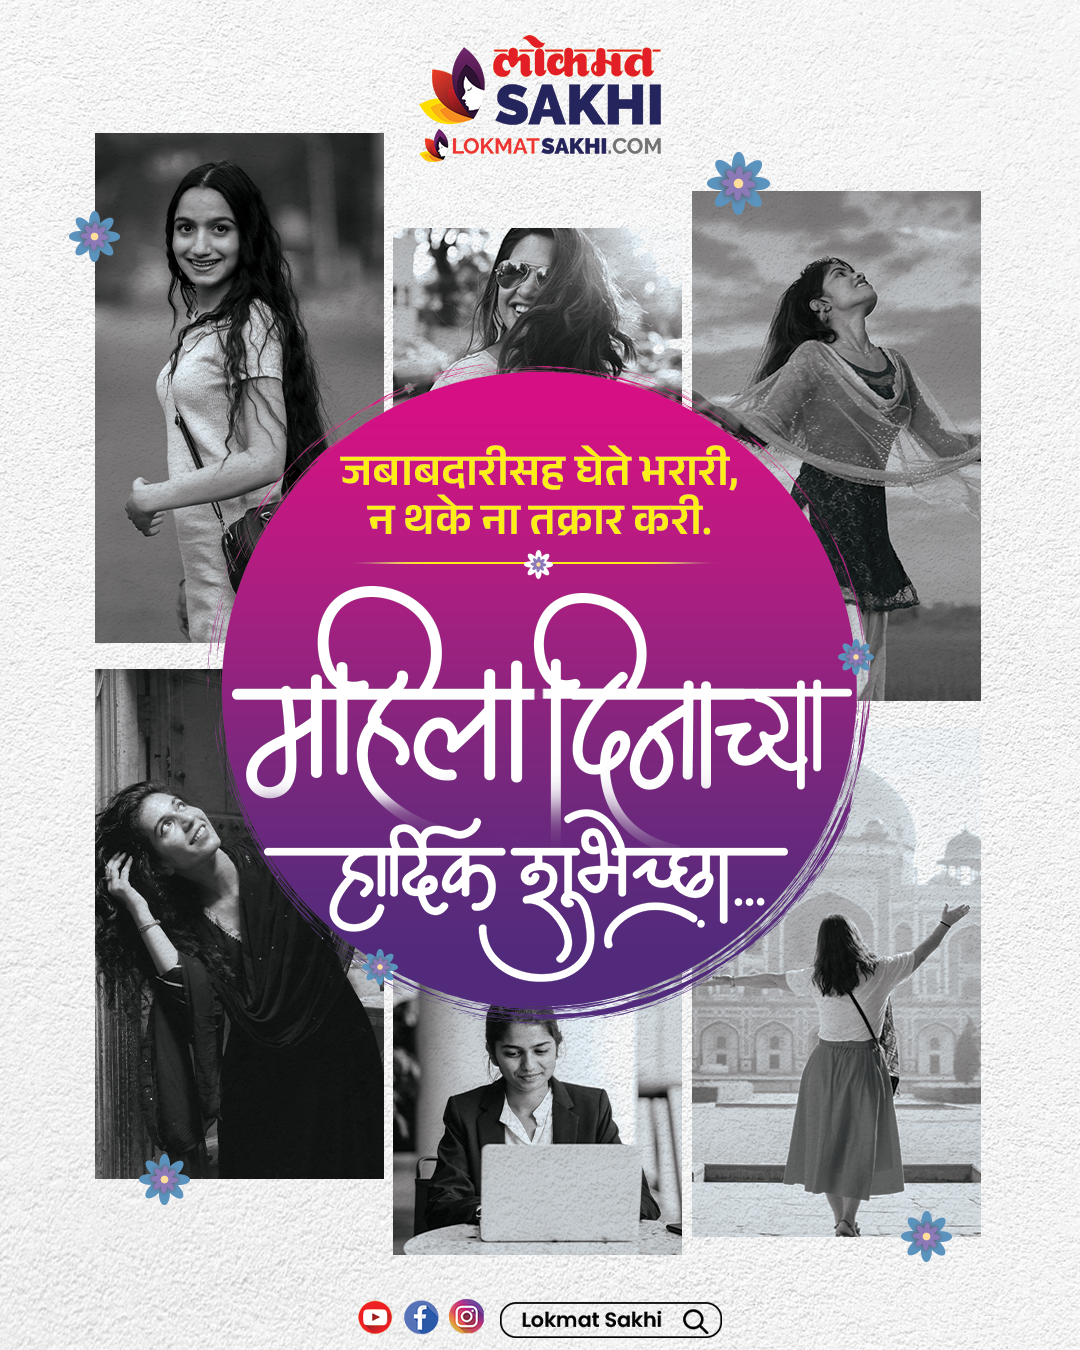 लोकमत
SAKHI
LOKMATSAKHI.COM
जबाबदारीसह घेते भरारी,
न थके ना तक्रार करी.
महिला दिनाच्या
हार्दिक शुभेच्छा...
Lokmat Sakhi